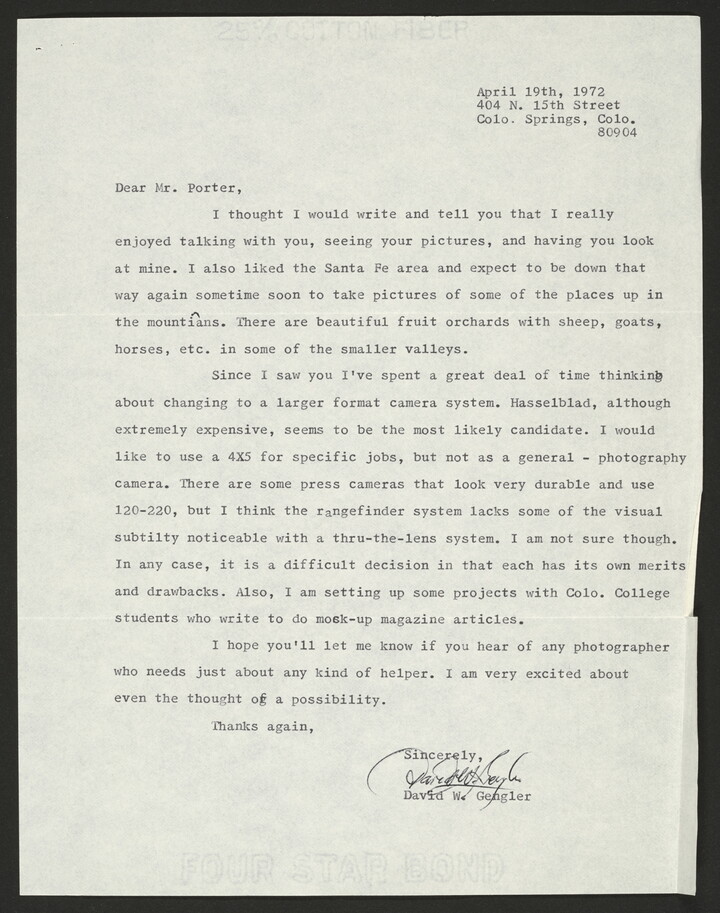 25% COTTON FIBER
April 19th, 1972
404 N. 15th Street
Colo. Springs, Colo.
80904
Dear Mr. Porter,
I thought I would write and tell you that I really
enjoyed talking with you, seeing your pictures, and having you look
at mine. I also liked the Santa Fe area and expect to be down that
way again sometime soon to take pictures of some of the places up in
the mountians. There are beautiful fruit orchards with sheep, goats,
horses, etc. in some of the smaller valleys.
Since I saw you I've spent a great deal of time thinking
about changing to a larger format camera system. Hasselblad, although
extremely expensive, seems to be the most likely candidate. I would
like to use a 4X5 for specific jobs, but not as a general - photography
camera. There are some press cameras that look very durable and use
120-220, but I think the rangefinder system lacks some of the visual
subtilty noticeable with a thru-the-lens system. I am not sure though.
In any case, it is a difficult decision in that each has its own merits
and drawbacks. Also, I am setting up some projects with Colo. College
students who write to do mock-up magazine articles.
I hope you'll let me know if you hear of any photographer
who needs just about any kind of helper. I am very excited about
even the thought of a possibility.
Thanks again,
Sincerely,
David W. Gengler
David W. Gengler
FOUR STAR BOND